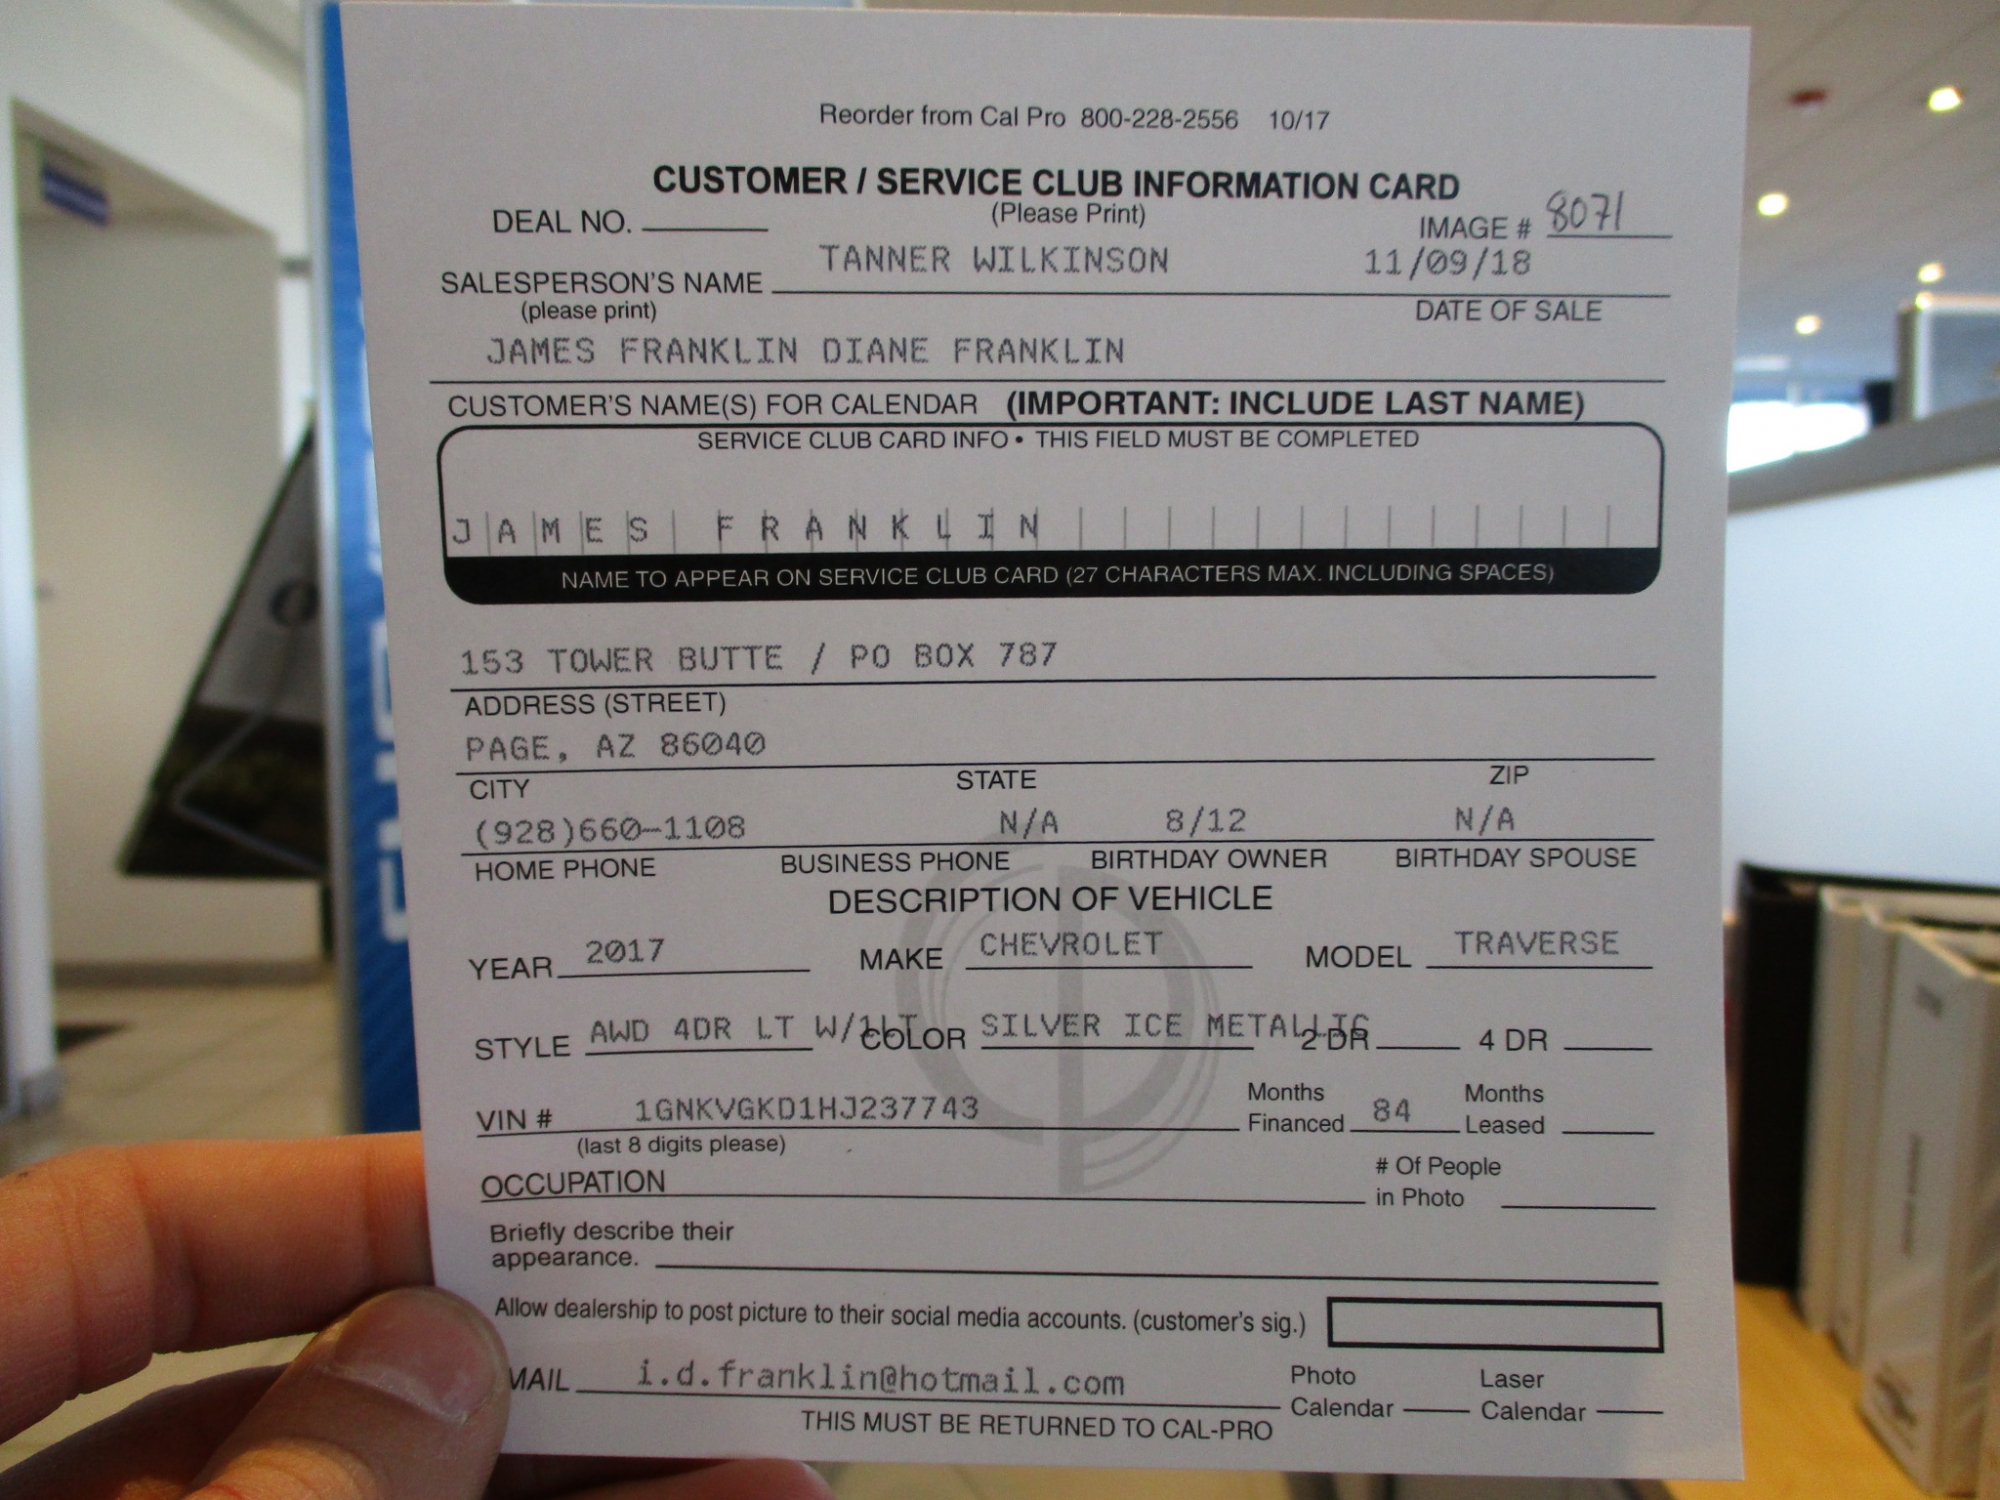 Reorder from Cal Pro 800-228-2556 10/17
CUSTOMER / SERVICE CLUB INFORMATION CARD
(Please Print)
DEAL NO.
IMAGE # 8071
SALESPERSON'S NAME TANNER WILKINSON 11/09/18
(please print) DATE OF SALE
JAMES FRANKLIN DIANE FRANKLIN
CUSTOMER'S NAME(S) FOR CALENDAR (IMPORTANT: INCLUDE LAST NAME)
SERVICE CLUB CARD INFO • THIS FIELD MUST BE COMPLETED
JAMES FRANKLIN
NAME TO APPEAR ON SERVICE CLUB CARD (27 CHARACTERS MAX. INCLUDING SPACES)
153 TOWER BUTTE / PO BOX 787
ADDRESS (STREET)
PAGE, AZ 86040
CITY STATE ZIP
(928)660-1108 N/A 8/12 N/A
HOME PHONE BUSINESS PHONE BIRTHDAY OWNER BIRTHDAY SPOUSE
DESCRIPTION OF VEHICLE
YEAR 2017 MAKE CHEVROLET MODEL TRAVERSE
STYLE AWD 4DR LT W/1LT COLOR SILVER ICE METALLIC 2 DR 4 DR
VIN # 1GNKVGKD1HJ237743 Months Financed 84 Months Leased
(last 8 digits please)
OCCUPATION # Of People in Photo
Briefly describe their
appearance.
Allow dealership to post picture to their social media accounts. (customer's sig.)
MAIL i.d.franklin@hotmail.com Photo Calendar Laser Calendar
THIS MUST BE RETURNED TO CAL-PRO